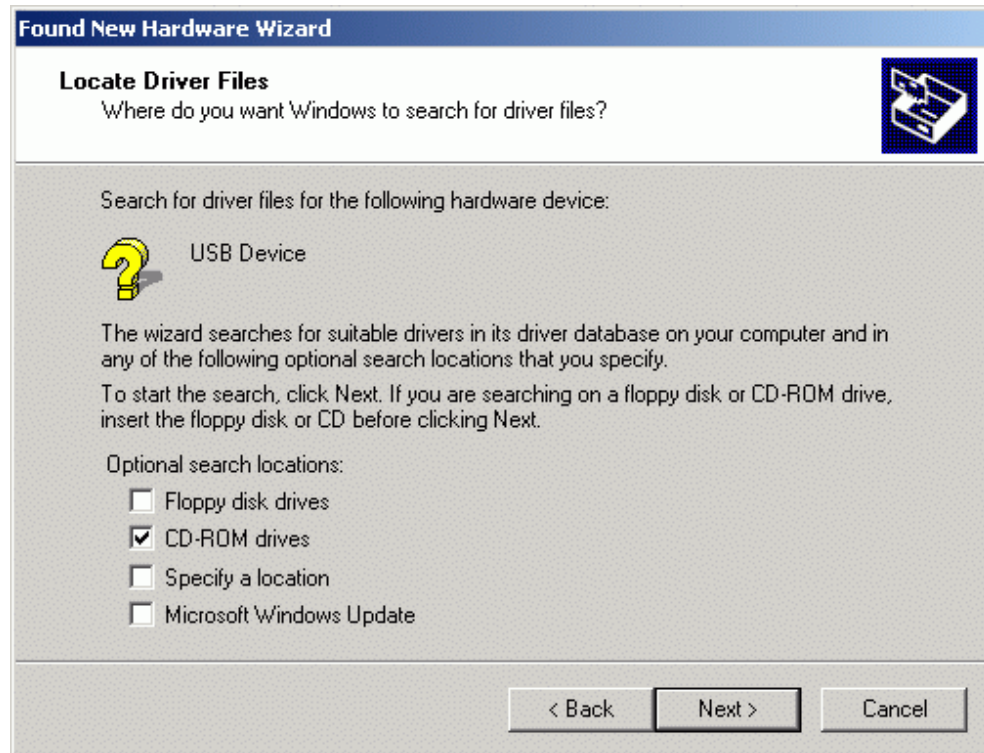 Found New Hardware Wizard
Locate Driver Files
Where do you want Windows to search for driver files?
Search for driver files for the following hardware device:
USB Device
The wizard searches for suitable drivers in its driver database on your computer and in
any of the following optional search locations that you specify.
To start the search, click Next. If you are searching on a floppy disk or CD-ROM drive,
insert the floppy disk or CD before clicking Next.
Optional search locations:
Floppy disk drives
CD-ROM drives
Specify a location
Microsoft Windows Update
< Back Next > Cancel